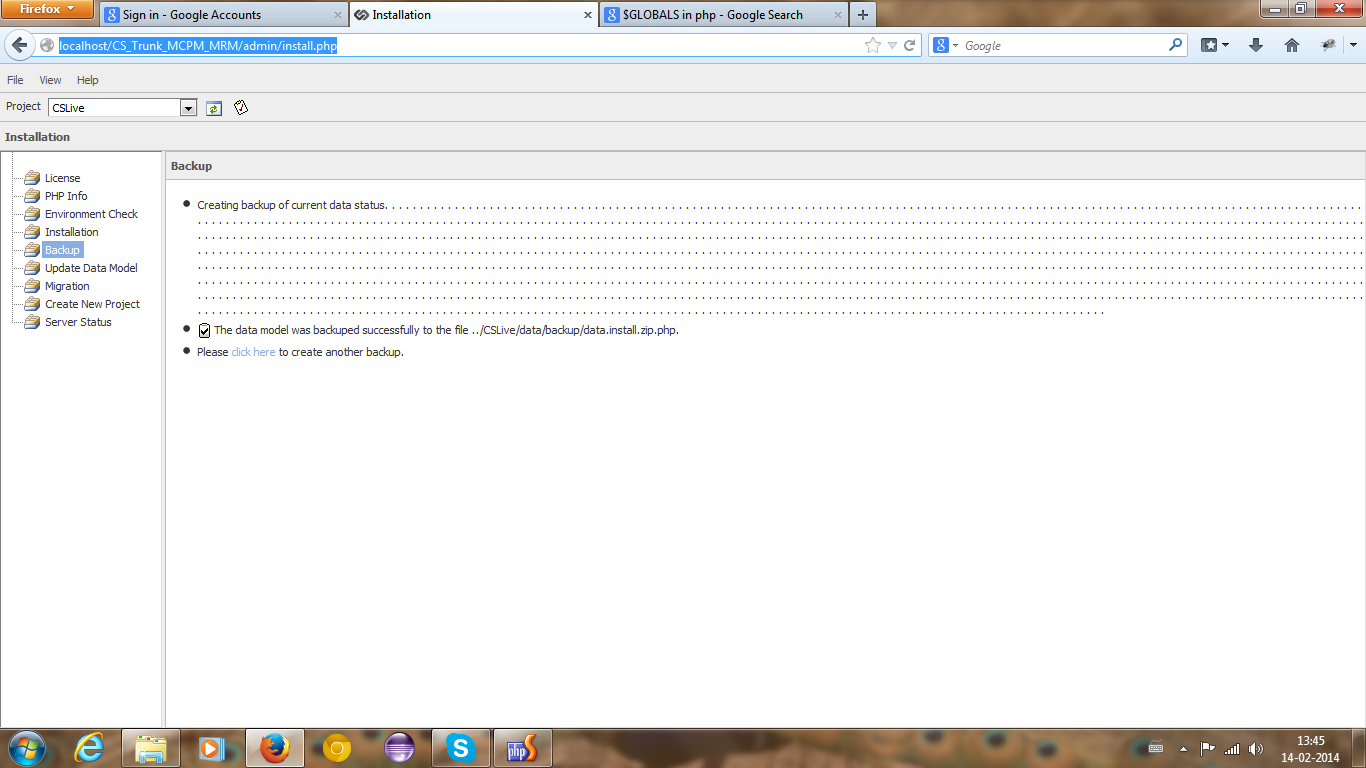 Firefox
Sign in - Google Accounts
Installation
$GLOBALS in php - Google Search
localhost/CS_Trunk_MCPM_MRM/admin/install.php
Google
File View Help
Project CSLive
Installation
Backup
License
PHP Info
Environment Check
Installation
Backup
Update Data Model
Migration
Create New Project
Server Status
Creating backup of current data status. . . . . . . . . . . . . . . . . . . . . . . . . . . . . . . . . . . . . . . .
The data model was backuped successfully to the file ../CSLive/data/backup/data.install.zip.php.
Please click here to create another backup.
php
13:45
14-02-2014